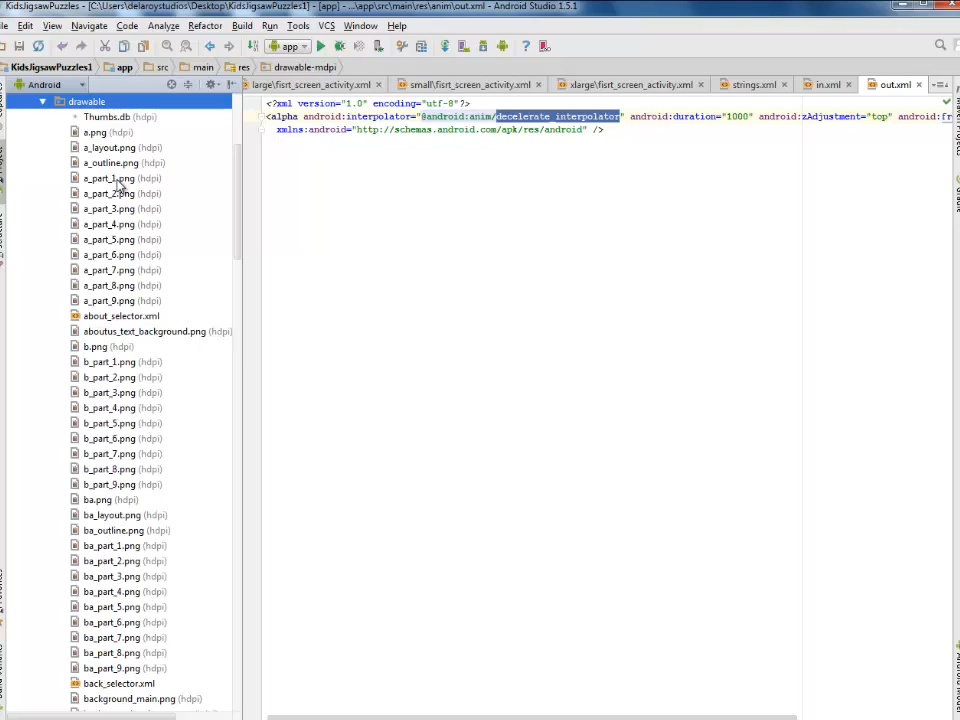 KidsJigsawPuzzles - [C:\Users\delaroystudios\Desktop\KidsJigsawPuzzles1] - [app] - ...\app\src\main\res\anim\out.xml - Android Studio 1.5.1
Edit View Navigate Code Analyze Refactor Build Run Tools VCS Window Help
app
KidsJigsawPuzzles1 app src main res drawable-mdpi
Android
large\fisrt_screen_activity.xml × small\fisrt_screen_activity.xml × xlarge\fisrt_screen_activity.xml × strings.xml × in.xml × out.xml ×
drawable
Thumbs.db (hdpi)
a.png (hdpi)
a_layout.png (hdpi)
a_outline.png (hdpi)
a_part_1.png (hdpi)
a_part_2.png (hdpi)
a_part_3.png (hdpi)
a_part_4.png (hdpi)
a_part_5.png (hdpi)
a_part_6.png (hdpi)
a_part_7.png (hdpi)
a_part_8.png (hdpi)
a_part_9.png (hdpi)
about_selector.xml
aboutus_text_background.png (hdpi)
b.png (hdpi)
b_part_1.png (hdpi)
b_part_2.png (hdpi)
b_part_3.png (hdpi)
b_part_4.png (hdpi)
b_part_5.png (hdpi)
b_part_6.png (hdpi)
b_part_7.png (hdpi)
b_part_8.png (hdpi)
b_part_9.png (hdpi)
ba.png (hdpi)
ba_layout.png (hdpi)
ba_outline.png (hdpi)
ba_part_1.png (hdpi)
ba_part_2.png (hdpi)
ba_part_3.png (hdpi)
ba_part_4.png (hdpi)
ba_part_5.png (hdpi)
ba_part_6.png (hdpi)
ba_part_7.png (hdpi)
ba_part_8.png (hdpi)
ba_part_9.png (hdpi)
back_selector.xml
background_main.png (hdpi)
<?xml version="1.0" encoding="utf-8"?>
<alpha android:interpolator="@android:anim/decelerate_interpolator" android:duration="1000" android:zAdjustment="top" android:fr
xmlns:android="http://schemas.android.com/apk/res/android" />